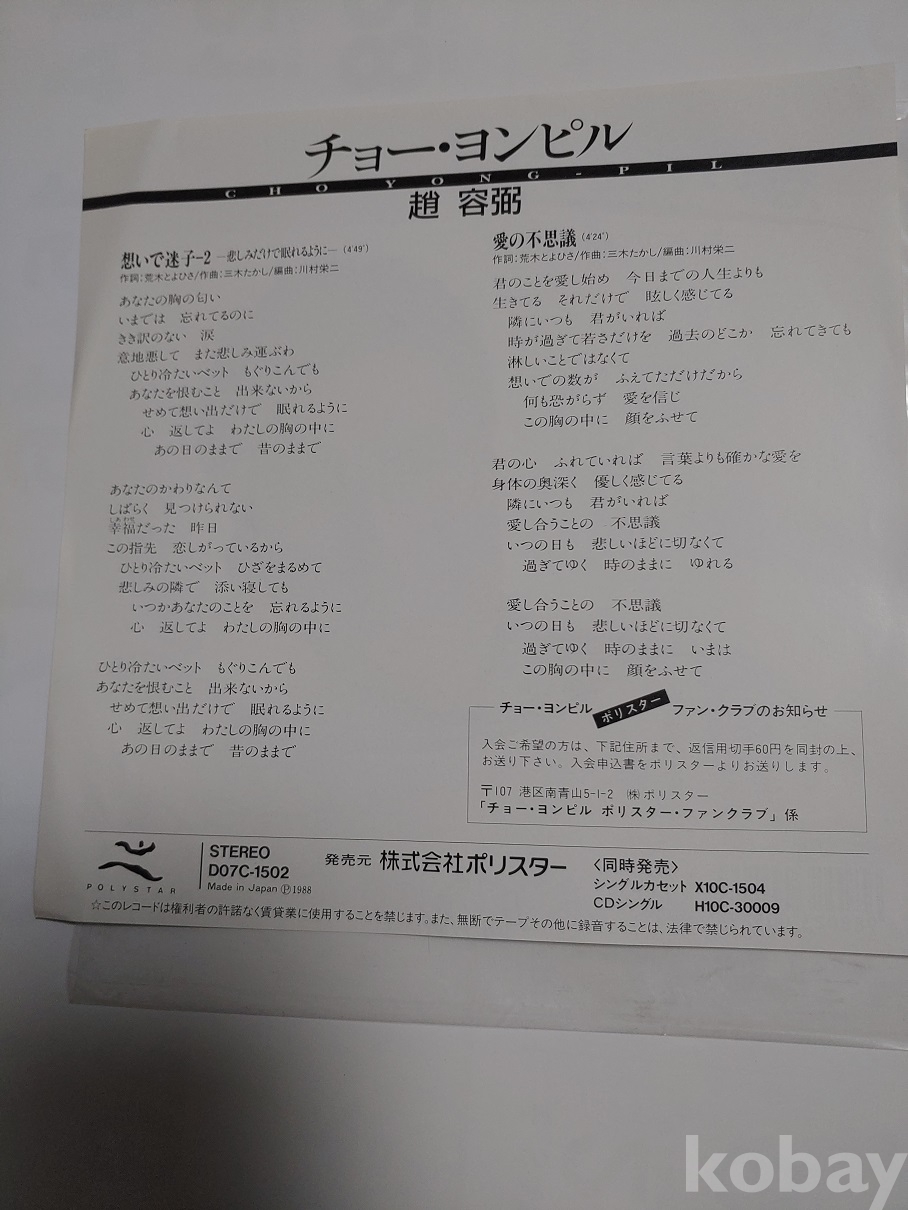 チョー・ヨンピル
CHO YONG-PIL
趙 容弼
想いで迷子-2 ―悲しみだけで眠れるように― (4'49")
作詞:荒木とよひさ/作曲:三木たかし/編曲:川村栄二
あなたの胸の匂い
いまでは 忘れてるのに
きき訳のない 涙
意地悪して また悲しみ運ぶわ
ひとり冷たいベット もぐりこんでも
あなたを恨むこと 出来ないから
せめて想い出だけで 眠れるように
心 返してよ わたしの胸の中に
あの日のままで 昔のままで
あなたのかわりなんて
しばらく 見つけられない
幸福だった 昨日
この指先 恋しがっているから
ひとり冷たいベット ひざをまるめて
悲しみの隣で 添い寝しても
いつかあなたのことを 忘れるように
心 返してよ わたしの胸の中に
ひとり冷たいベット もぐりこんでも
あなたを恨むこと 出来ないから
せめて想い出だけで 眠れるように
心 返してよ わたしの胸の中に
あの日のままで 昔のままで
愛の不思議 (4'24")
作詞:荒木とよひさ/作曲:三木たかし/編曲:川村栄二
君のことを愛し始め 今日までの人生よりも
生きてる それだけで 眩しく感じてる
隣にいつも 君がいれば
時が過ぎて若さだけを 過去のどこか 忘れてきても
淋しいことではなくて
想いでの数が ふえてただけだから
何も恐がらず 愛を信じ
この胸の中に 顔をふせて
君の心 ふれていれば 言葉よりも確かな愛を
身体の奥深く 優しく感じてる
隣にいつも 君がいれば
愛し合うことの 不思議
いつの日も 悲しいほどに切なくて
過ぎてゆく 時のままに ゆれる
愛し合うことの 不思議
いつの日も 悲しいほどに切なくて
過ぎてゆく 時のままに いまは
この胸の中に 顔をふせて
チョー・ヨンピル ポリスター ファン・クラブのお知らせ
入会ご希望の方は、下記住所まで、返信用切手60円を同封の上、
お送り下さい。入会申込書をポリスターよりお送りします。
〒107 港区南青山5-1-2 ㈱ポリスター
「チョー・ヨンピル ポリスター・ファンクラブ」係
POLYSTAR
STEREO
D07C-1502
Made in Japan Ⓟ1988
発売元 株式会社ポリスター
〈同時発売〉
シングルカセット X10C-1504
CDシングル H10C-30009
☆このレコードは権利者の許諾なく賃貸業に使用することを禁じます。また、無断でテープその他に録音することは、法律で禁じられています。
kobay